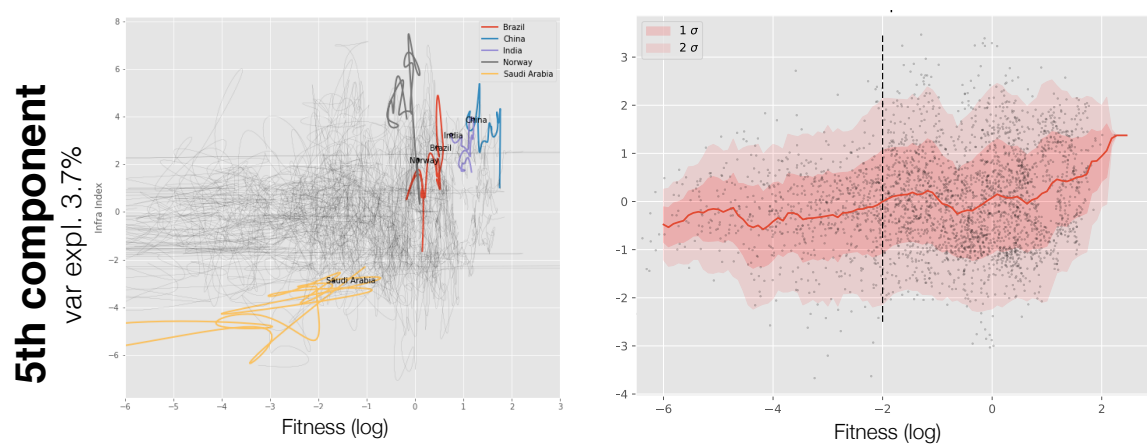 5th component
var expl. 3.7%
Infra Index
8
6
4
2
0
−2
−4
−6
−6
−5
−4
−3
−2
−1
0
1
2
3
Fitness (log)
Brazil
China
India
Norway
Saudi Arabia
China
India
Brazil
Norway
Saudi Arabia
1 σ
2 σ
3
2
1
0
-1
-2
-3
-4
−6
−4
−2
0
2
Fitness (log)